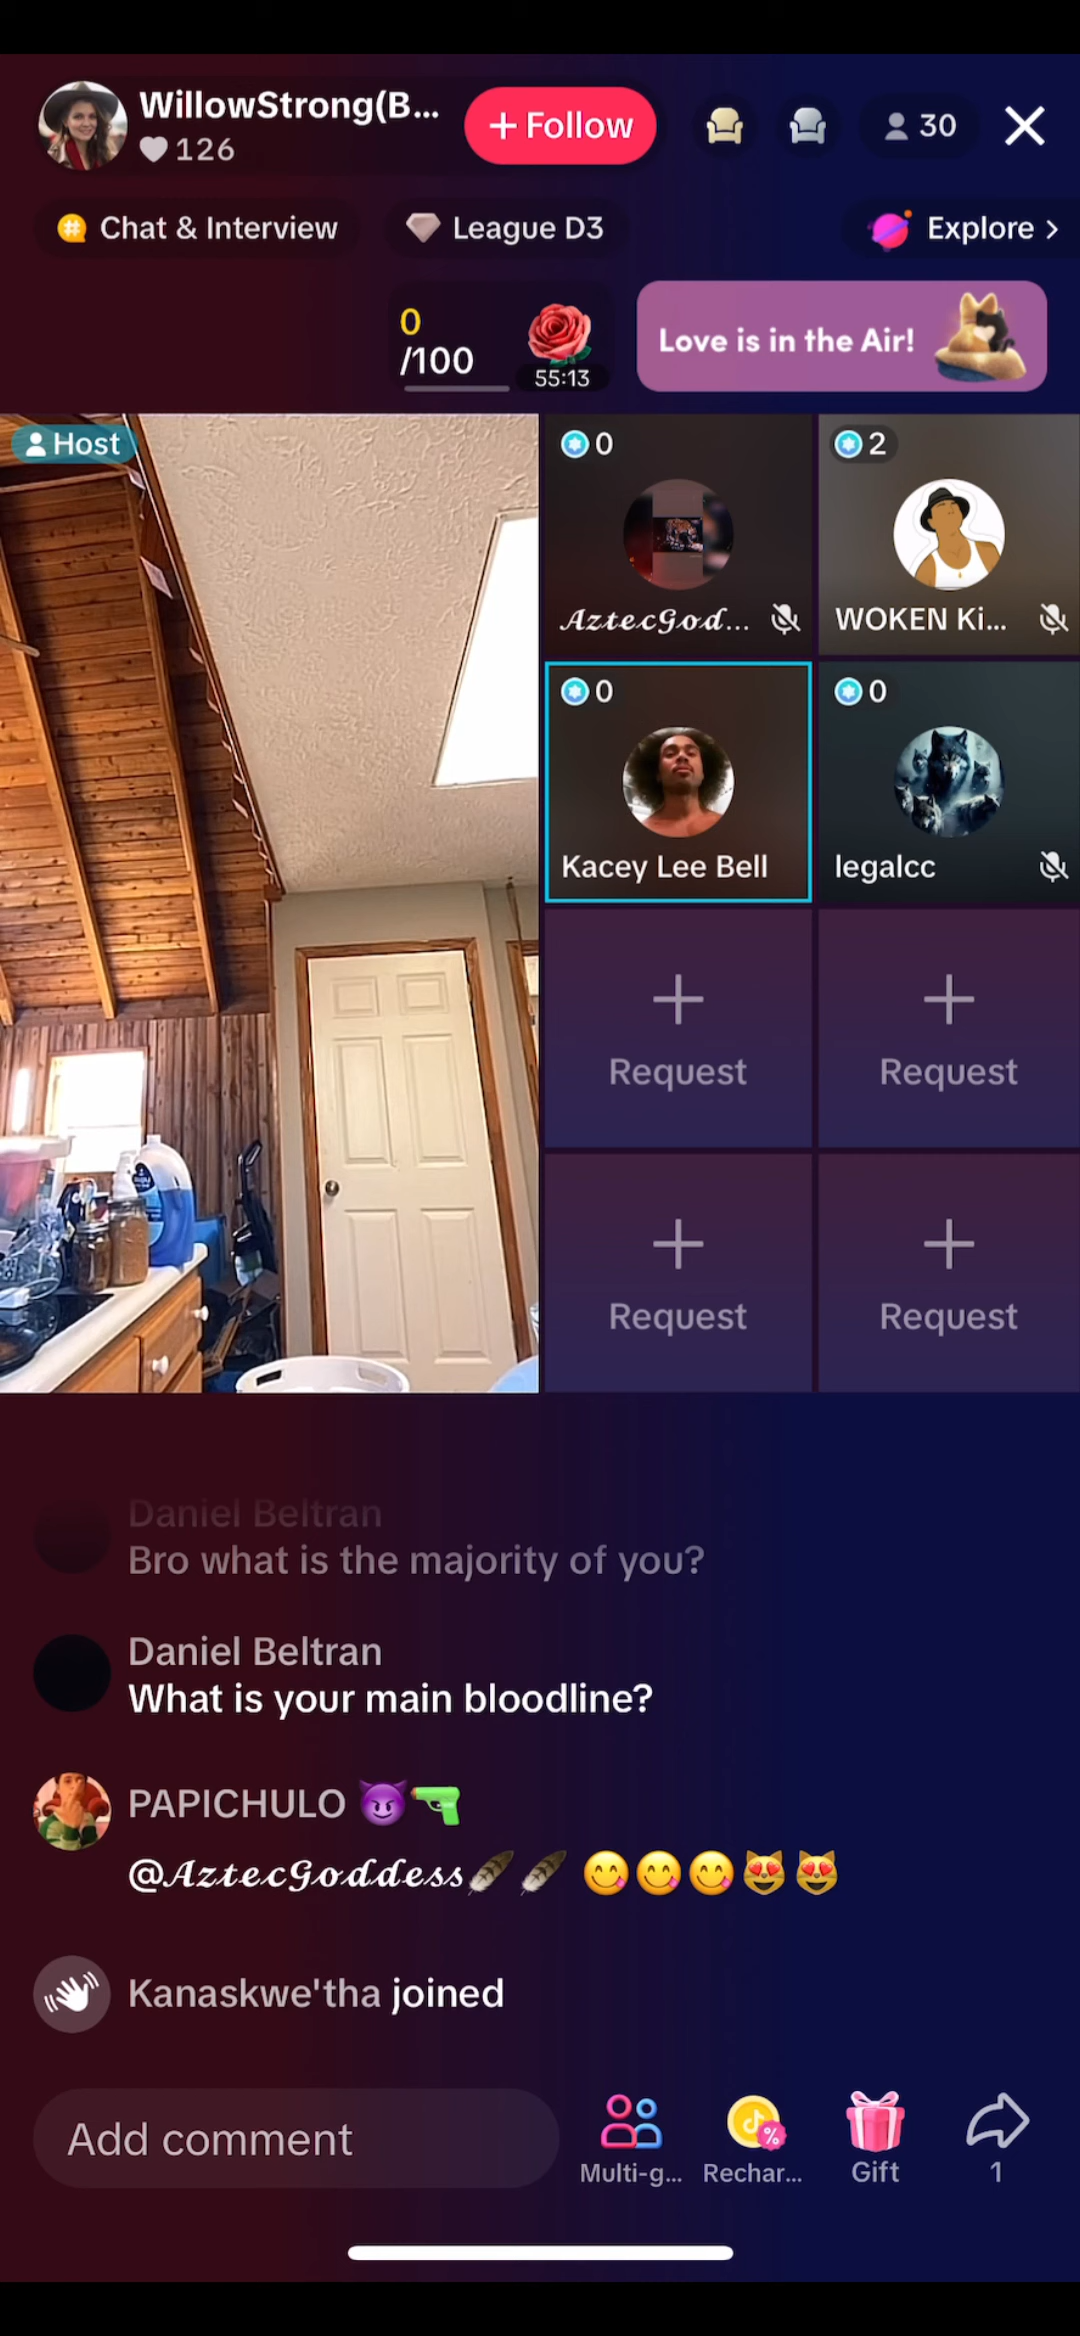 WillowStrong(B...
126
+ Follow
30
Chat & Interview
League D3
Explore >
0
/100
55:13
Love is in the Air!
Host
0
2
𝓐𝔃𝓽𝓮𝓬𝓖𝓸𝓭...
WOKEN Ki...
0
0
Kacey Lee Bell
legalcc
Request
Request
Request
Request
Daniel Beltran
Bro what is the majority of you?
Daniel Beltran
What is your main bloodline?
PAPICHULO 😈🔫
@𝓐𝔃𝓽𝓮𝓬𝓖𝓸𝓭𝓭𝓮𝓼𝓼🪶🪶 😋😋😋😻😻
Kanaskwe'tha joined
Add comment
Multi-g...
Rechar...
Gift
1